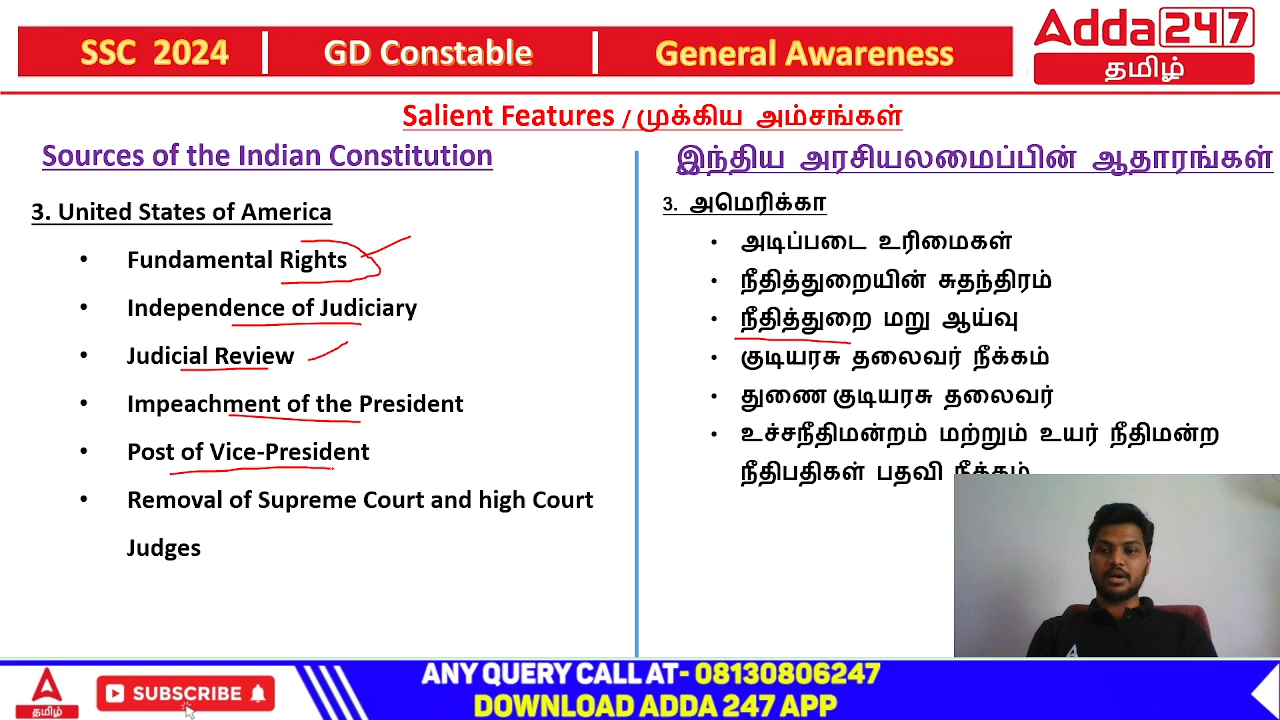 SSC 2024
GD Constable
General Awareness
Adda247
தமிழ்
Salient Features / முக்கிய அம்சங்கள்
Sources of the Indian Constitution
3. United States of America
• Fundamental Rights
• Independence of Judiciary
• Judicial Review
• Impeachment of the President
• Post of Vice-President
• Removal of Supreme Court and high Court
Judges
இந்திய அரசியலமைப்பின் ஆதாரங்கள்
3. அமெரிக்கா
• அடிப்படை உரிமைகள்
• நீதித்துறையின் சுதந்திரம்
• நீதித்துறை மறு ஆய்வு
• குடியரசு தலைவர் நீக்கம்
• துணை குடியரசு தலைவர்
• உச்சநீதிமன்றம் மற்றும் உயர் நீதிமன்ற
நீதிபதிகள் பதவி நீக்கம்
தமிழ்
SUBSCRIBE
ANY QUERY CALL AT- 08130806247
DOWNLOAD ADDA 247 APP